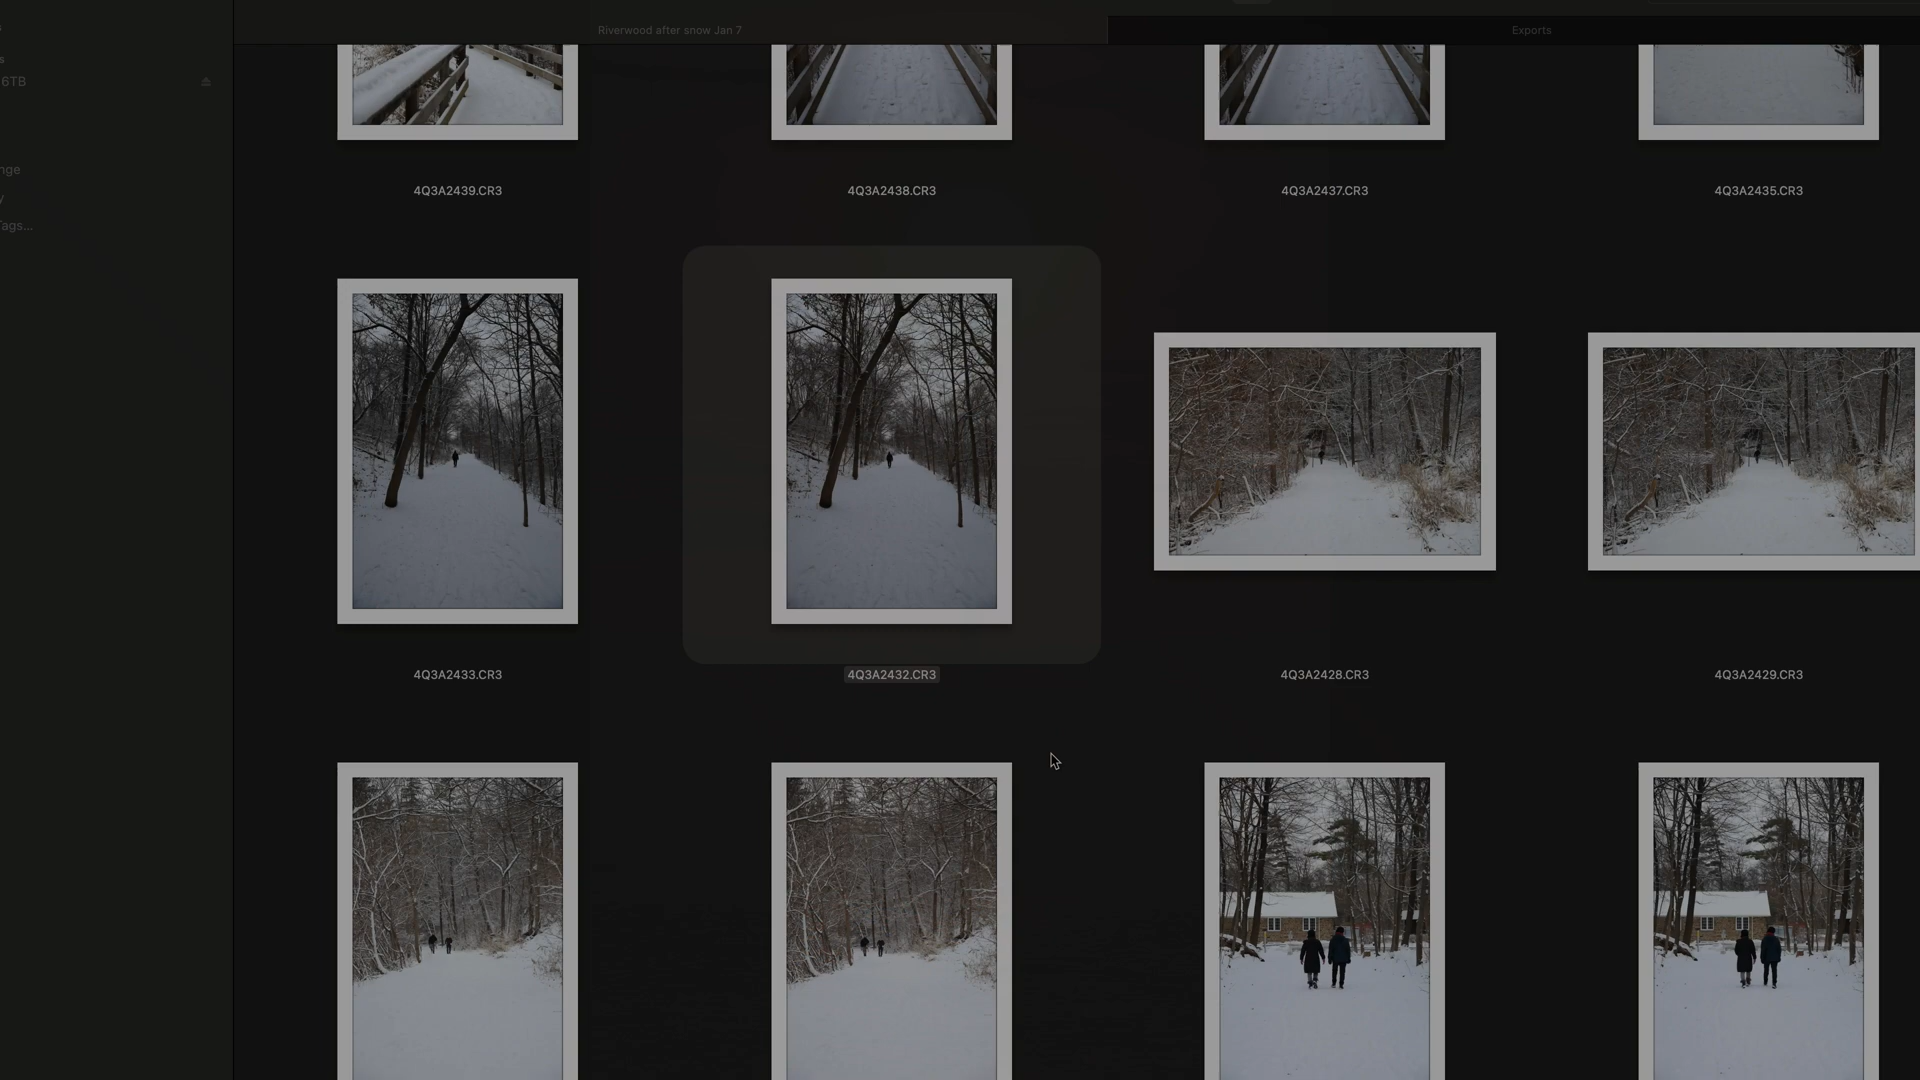 Riverwood after snow Jan 7
Exports
s
6TB
nge
y
Tags...
4Q3A2439.CR3
4Q3A2438.CR3
4Q3A2437.CR3
4Q3A2435.CR3
4Q3A2433.CR3
4Q3A2432.CR3
4Q3A2428.CR3
4Q3A2429.CR3